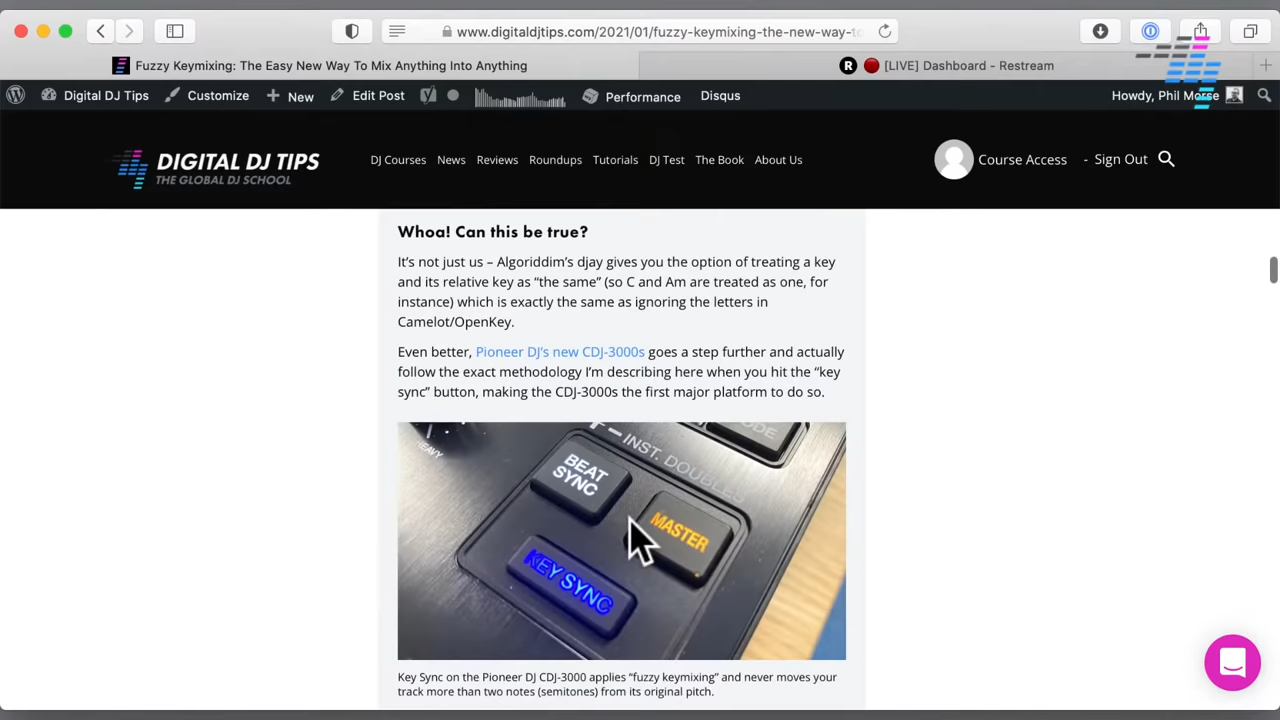 www.digitaldjtips.com/2021/01/fuzzy-keymixing-the-new-way-to
Fuzzy Keymixing: The Easy New Way To Mix Anything Into Anything
R [LIVE] Dashboard - Restream
Digital DJ Tips Customize New Edit Post Performance Disqus Howdy, Phil Morse
DIGITAL DJ TIPS
THE GLOBAL DJ SCHOOL
DJ Courses News Reviews Roundups Tutorials DJ Test The Book About Us
Course Access - Sign Out
Whoa! Can this be true?
It’s not just us – Algoriddim’s djay gives you the option of treating a key
and its relative key as “the same” (so C and Am are treated as one, for
instance) which is exactly the same as ignoring the letters in
Camelot/OpenKey.
Even better, Pioneer DJ’s new CDJ-3000s goes a step further and actually
follow the exact methodology I’m describing here when you hit the “key
sync” button, making the CDJ-3000s the first major platform to do so.
HEAVY
INST. DOUBLES
BEAT
SYNC
MASTER
KEY SYNC
Key Sync on the Pioneer DJ CDJ-3000 applies “fuzzy keymixing” and never moves your
track more than two notes (semitones) from its original pitch.